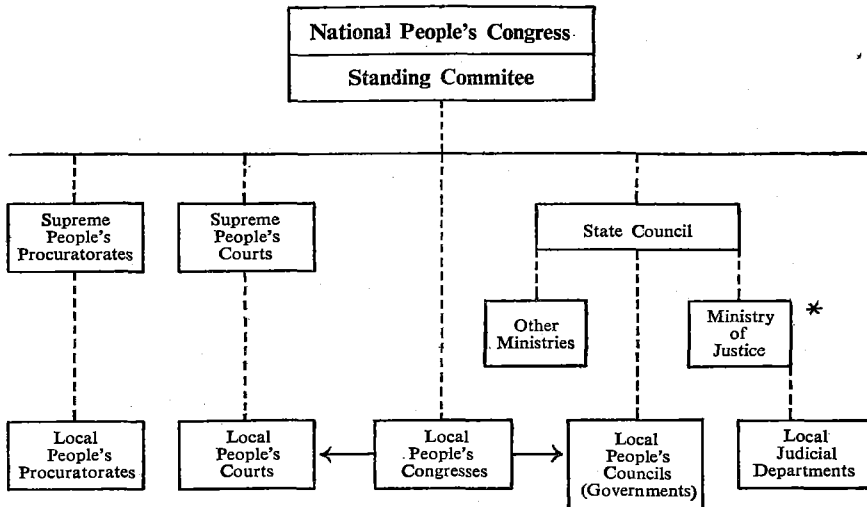 National People's Congress
Standing Commitee
Supreme
People's
Procuratorates
Supreme
People's
Courts
State Council
Other
Ministries
Ministry
of
Justice
*
Local
People's
Procuratorates
Local
People's
Courts
Local
People's
Congresses
Local
People's
Councils
(Governments)
Local
Judicial
Departments